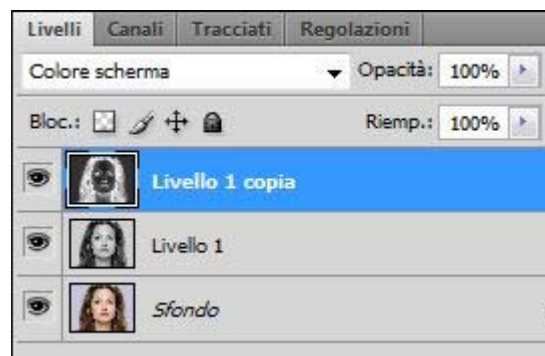 Livelli Canali Tracciati Regolazioni
Colore scherma Opacità: 100%
Bloc.: Riemp.: 100%
Livello 1 copia
Livello 1
Sfondo